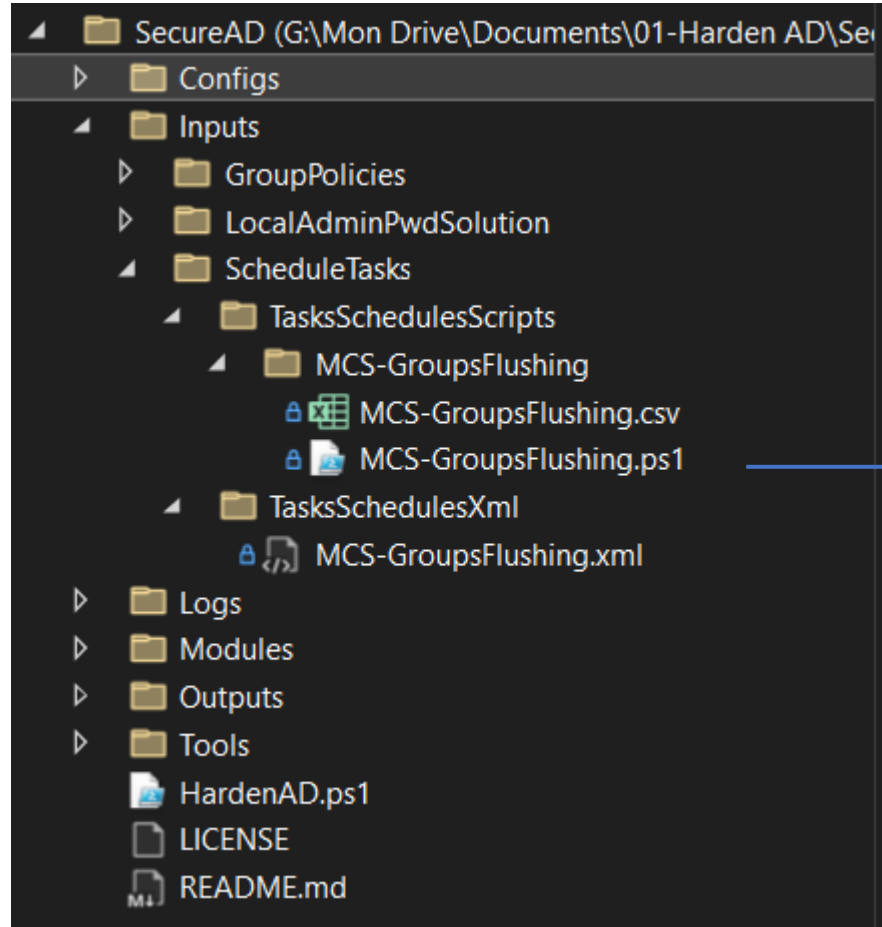 SecureAD (G:\Mon Drive\Documents\01-Harden AD\Se
Configs
Inputs
GroupPolicies
LocalAdminPwdSolution
ScheduleTasks
TasksSchedulesScripts
MCS-GroupsFlushing
MCS-GroupsFlushing.csv
MCS-GroupsFlushing.ps1
TasksSchedulesXml
MCS-GroupsFlushing.xml
Logs
Modules
Outputs
Tools
HardenAD.ps1
LICENSE
README.md